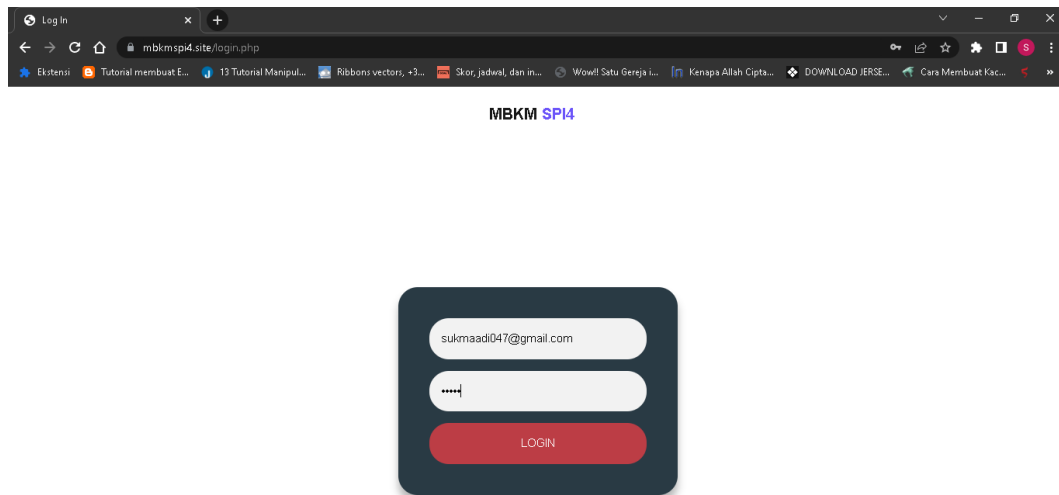 Log In
mbkmspi4.site/login.php
Ekstensi Tutorial membuat E... 13 Tutorial Manipul... Ribbons vectors, +3... Skor, jadwal, dan in... Wow!! Satu Gereja i... Kenapa Allah Cipta... DOWNLOAD JERSE... Cara Membuat Kac... »
MBKM SPI4
sukmaadi047@gmail.com
•••••
LOGIN